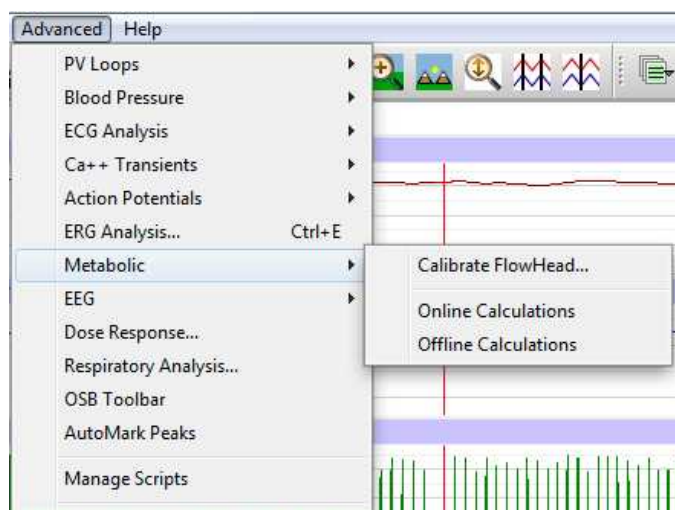 Advanced Help
PV Loops
Blood Pressure
ECG Analysis
Ca++ Transients
Action Potentials
ERG Analysis... Ctrl+E
Metabolic
EEG
Dose Response...
Respiratory Analysis...
OSB Toolbar
AutoMark Peaks
Manage Scripts
Calibrate FlowHead...
Online Calculations
Offline Calculations